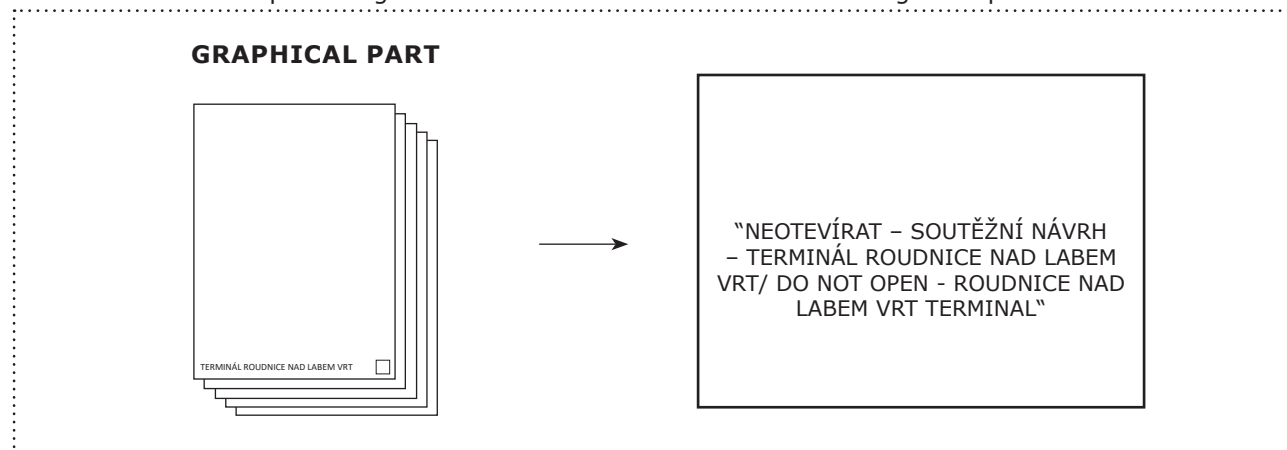 GRAPHICAL PART
"NEOTEVÍRAT – SOUTĚŽNÍ NÁVRH
– TERMINÁL ROUDNICE NAD LABEM
VRT/ DO NOT OPEN - ROUDNICE NAD
LABEM VRT TERMINAL"
TERMINÁL ROUDNICE NAD LABEM VRT